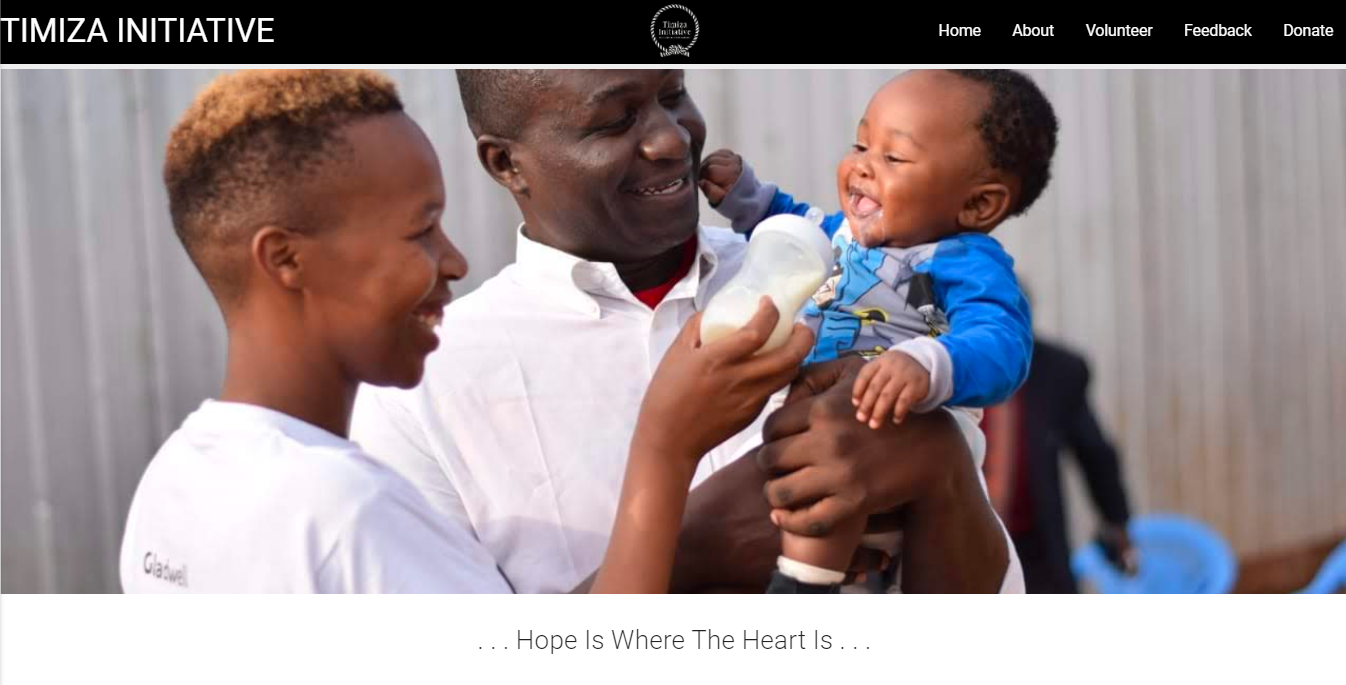 TIMIZA INITIATIVE
Timiza
Initiative
Home About Volunteer Feedback Donate
Gladwell
. . . Hope Is Where The Heart Is . . .